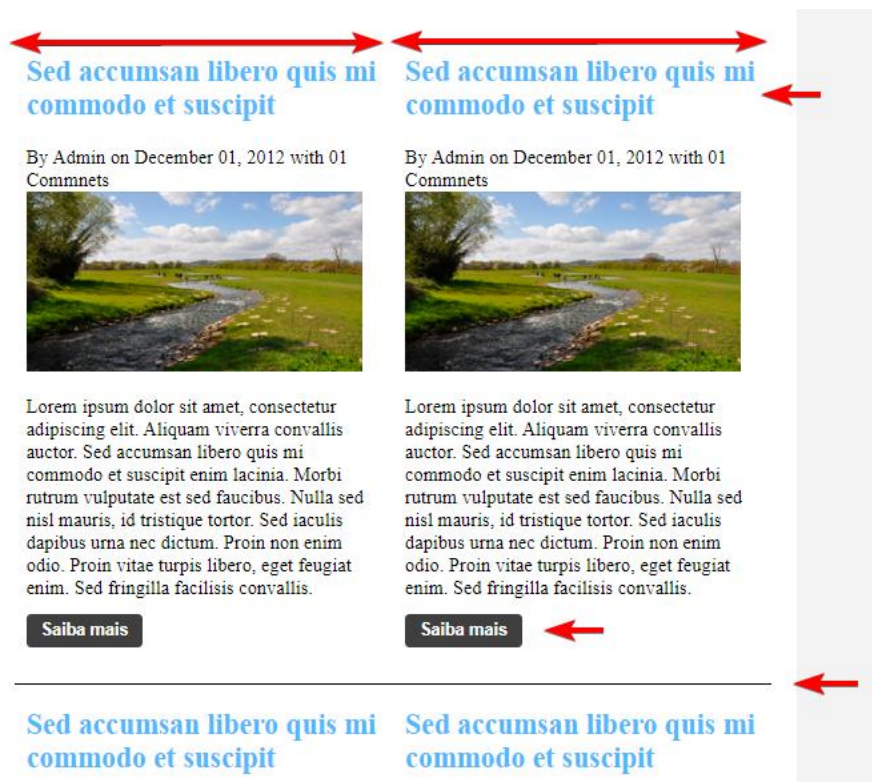 Sed accumsan libero quis mi
commodo et suscipit
By Admin on December 01, 2012 with 01
Commnets
Lorem ipsum dolor sit amet, consectetur
adipiscing elit. Aliquam viverra convallis
auctor. Sed accumsan libero quis mi
commodo et suscipit enim lacinia. Morbi
rutrum vulputate est sed faucibus. Nulla sed
nisl mauris, id tristique tortor. Sed iaculis
dapibus urna nec dictum. Proin non enim
odio. Proin vitae turpis libero, eget feugiat
enim. Sed fringilla facilisis convallis.
Saiba mais
Sed accumsan libero quis mi
commodo et suscipit
By Admin on December 01, 2012 with 01
Commnets
Lorem ipsum dolor sit amet, consectetur
adipiscing elit. Aliquam viverra convallis
auctor. Sed accumsan libero quis mi
commodo et suscipit enim lacinia. Morbi
rutrum vulputate est sed faucibus. Nulla sed
nisl mauris, id tristique tortor. Sed iaculis
dapibus urna nec dictum. Proin non enim
odio. Proin vitae turpis libero, eget feugiat
enim. Sed fringilla facilisis convallis.
Saiba mais
Sed accumsan libero quis mi
commodo et suscipit
Sed accumsan libero quis mi
commodo et suscipit